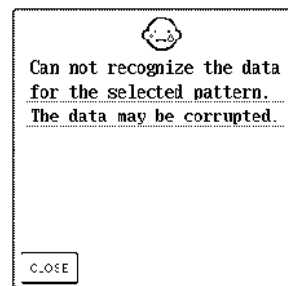 Can not recognize the data
for the selected pattern.
The data may be corrupted.
CLOSE